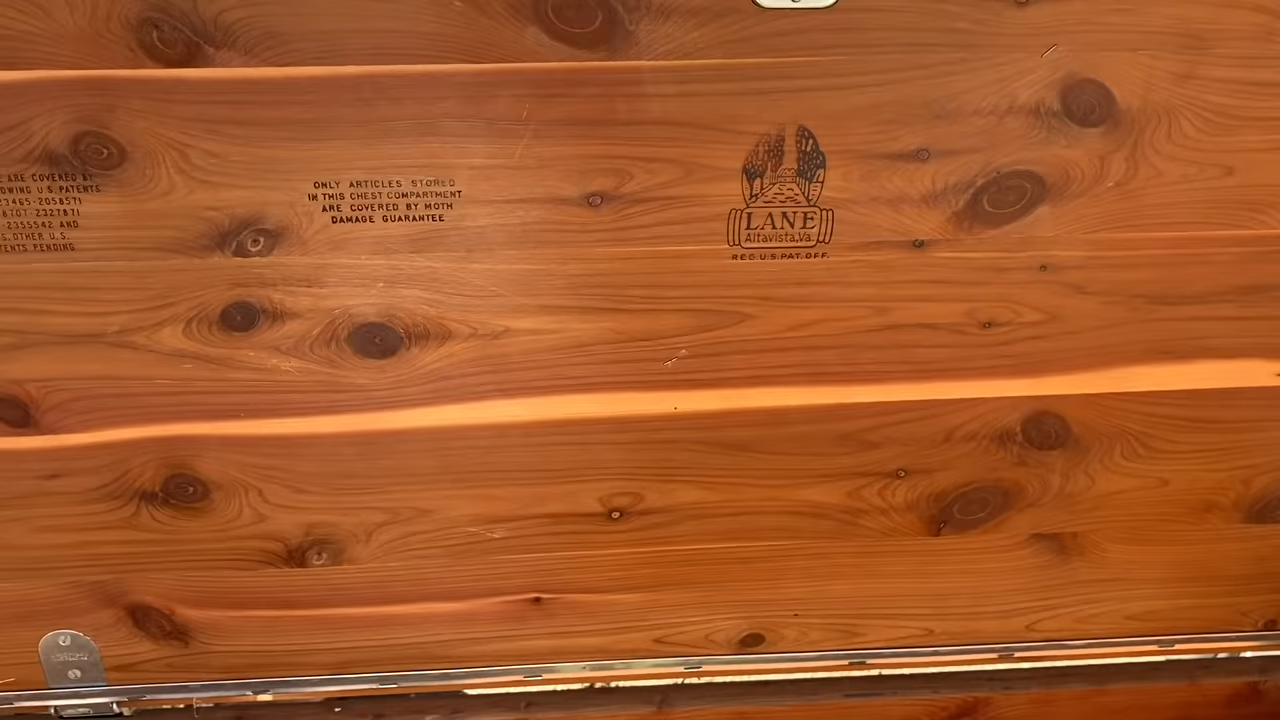 ARE COVERED BY
OWING U.S. PATENTS
23465-2058571
8707-2327871
-2355542 AND
S. OTHER U.S.
TENTS PENDING
ONLY ARTICLES STORED
IN THIS CHEST COMPARTMENT
ARE COVERED BY MOTH
DAMAGE GUARANTEE
LANE
Altavista, Va.
REG. U.S. PAT. OFF.